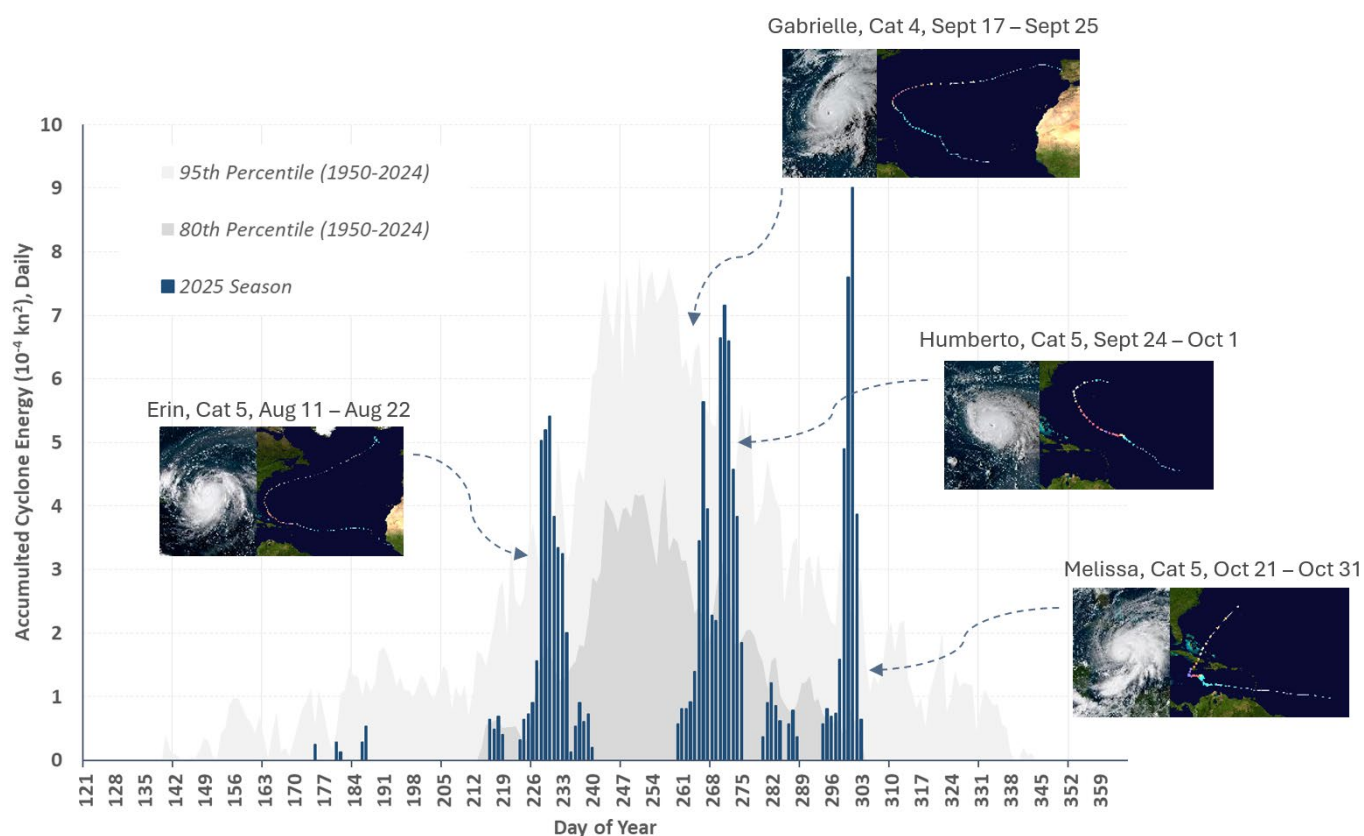 Gabrielle, Cat 4, Sept 17 – Sept 25
10
9
8
7
6
5
4
3
2
1
0
Accumulted Cyclone Energy (10⁻⁴ kn²), Daily
95th Percentile (1950-2024)
80th Percentile (1950-2024)
2025 Season
Humberto, Cat 5, Sept 24 – Oct 1
Erin, Cat 5, Aug 11 – Aug 22
Melissa, Cat 5, Oct 21 – Oct 31
121 128 135 142 149 156 163 170 177 184 191 198 205 212 219 226 233 240 247 254 261 268 275 282 289 296 303 310 317 324 331 338 345 352 359
Day of Year